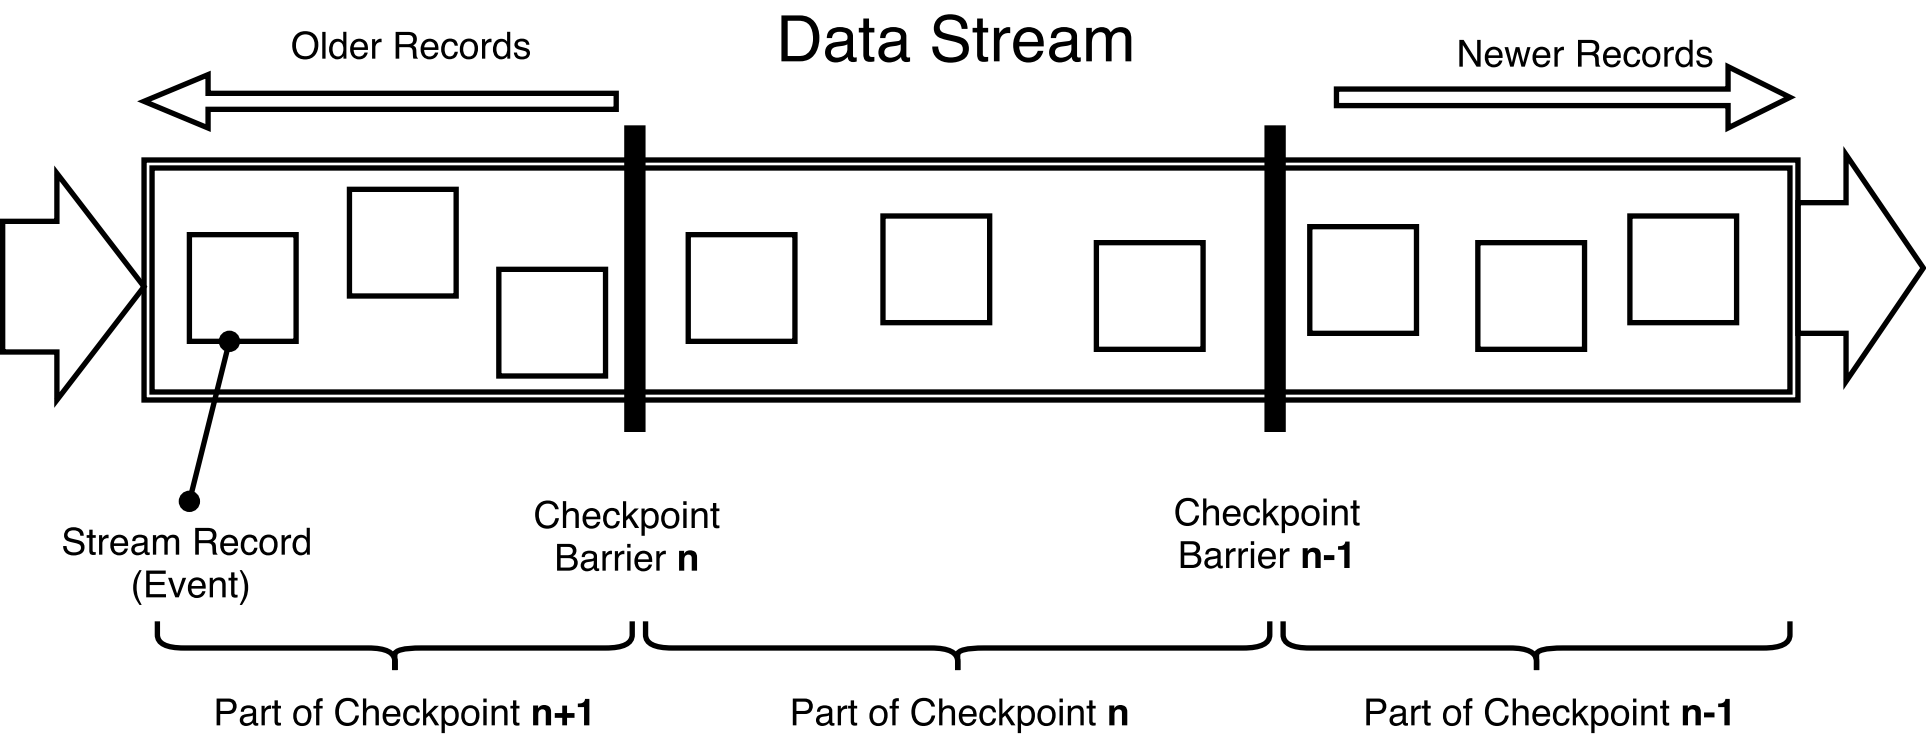 Data Stream
Older Records
Newer Records
Stream Record
(Event)
Checkpoint
Barrier n
Checkpoint
Barrier n-1
Part of Checkpoint n+1
Part of Checkpoint n
Part of Checkpoint n-1